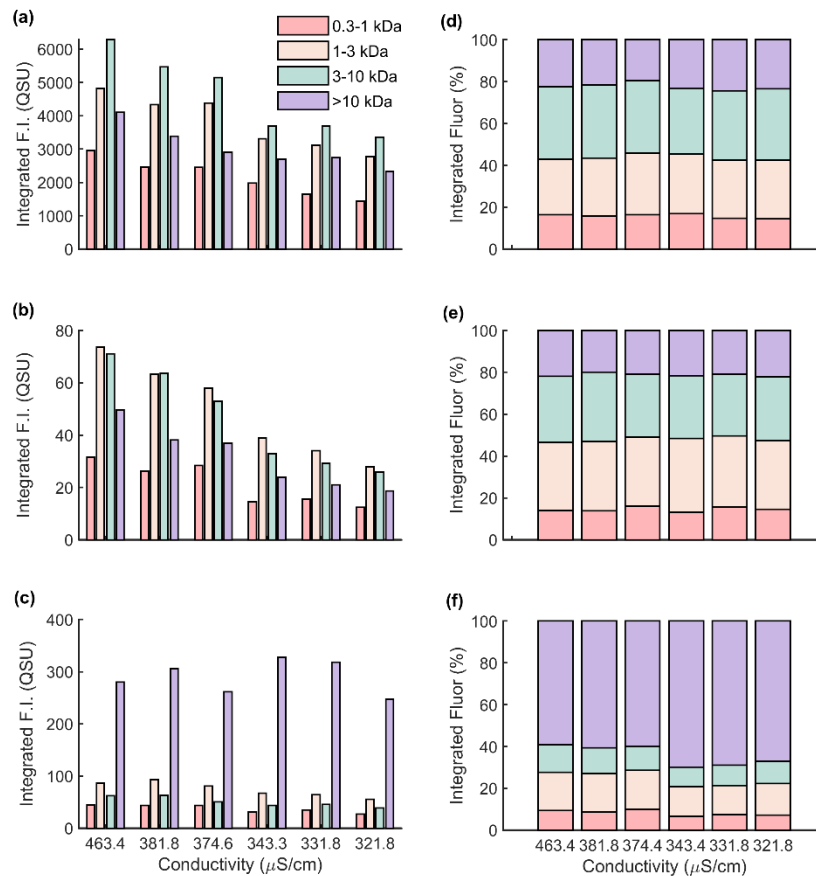 (a)
0.3-1 kDa
1-3 kDa
3-10 kDa
>10 kDa
6000
5000
4000
3000
2000
1000
0
Integrated F.I. (QSU)
(d)
100
80
60
40
20
0
Integrated Fluor (%)
(b)
80
60
40
20
0
Integrated F.I. (QSU)
(e)
100
80
60
40
20
0
Integrated Fluor (%)
(c)
400
300
200
100
0
Integrated F.I. (QSU)
463.4 381.8 374.6 343.3 331.8 321.8
Conductivity (μS/cm)
(f)
100
80
60
40
20
0
Integrated Fluor (%)
463.4 381.8 374.4 343.4 331.8 321.8
Conductivity (μS/cm)